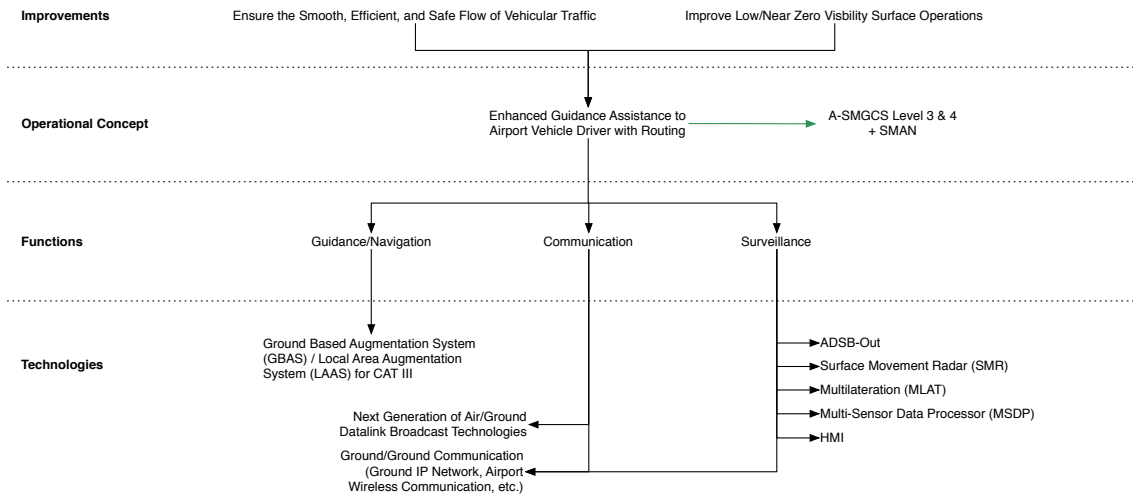 Improvements
Ensure the Smooth, Efficient, and Safe Flow of Vehicular Traffic
Improve Low/Near Zero Visbility Surface Operations
Operational Concept
Enhanced Guidance Assistance to
Airport Vehicle Driver with Routing
A-SMGCS Level 3 & 4
+ SMAN
Functions
Guidance/Navigation
Communication
Surveillance
Technologies
Ground Based Augmentation System
(GBAS) / Local Area Augmentation
System (LAAS) for CAT III
Next Generation of Air/Ground
Datalink Broadcast Technologies
Ground/Ground Communication
(Ground IP Network, Airport
Wireless Communication, etc.)
ADSB-Out
Surface Movement Radar (SMR)
Multilateration (MLAT)
Multi-Sensor Data Processor (MSDP)
HMI